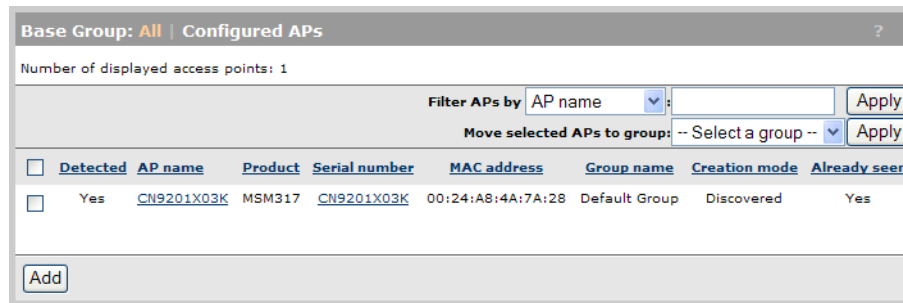 Base Group: All | Configured APs ?
Number of displayed access points: 1
Filter APs by AP name : Apply
Move selected APs to group: -- Select a group -- Apply
Detected AP name Product Serial number MAC address Group name Creation mode Already seen
Yes CN9201X03K MSM317 CN9201X03K 00:24:A8:4A:7A:28 Default Group Discovered Yes
Add